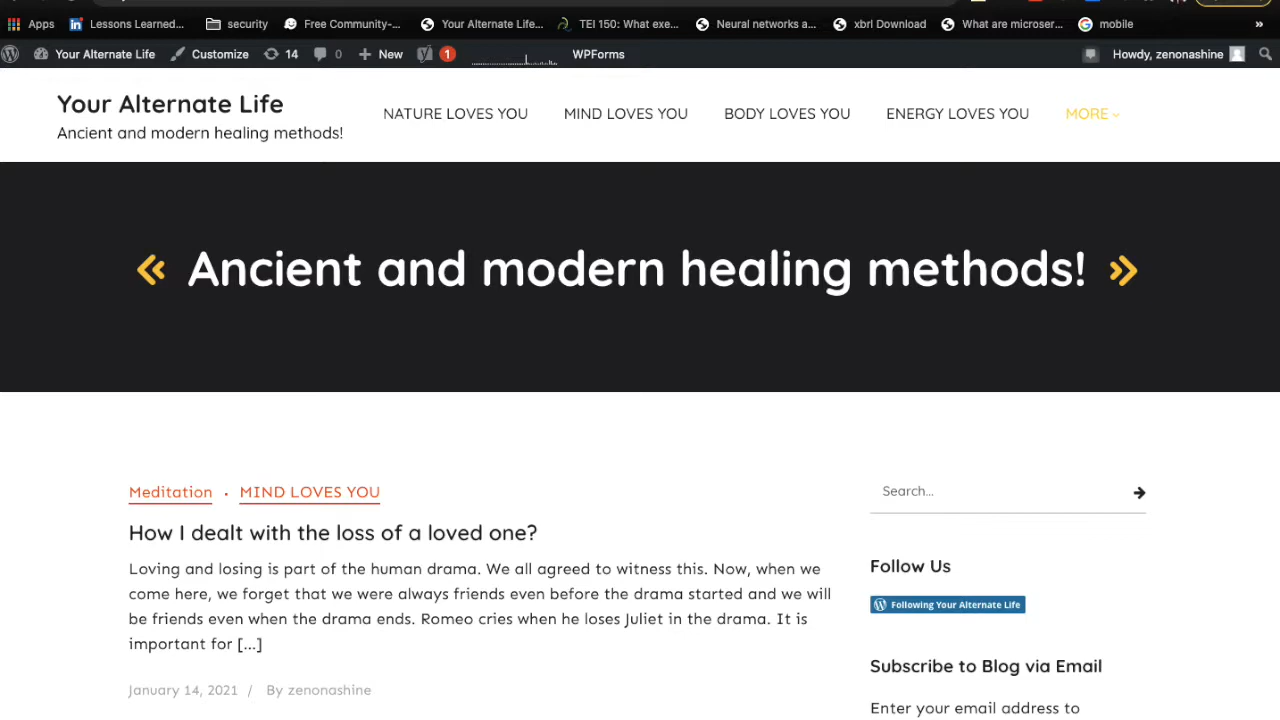 Apps Lessons Learned... security Free Community-... Your Alternate Life... TEI 150: What exe... Neural networks a... xbrl Download What are microser... mobile »
Your Alternate Life Customize 14 0 New 1 WPForms Howdy, zenonashine
Your Alternate Life
Ancient and modern healing methods!
NATURE LOVES YOU MIND LOVES YOU BODY LOVES YOU ENERGY LOVES YOU MORE
« Ancient and modern healing methods! »
Meditation · MIND LOVES YOU
How I dealt with the loss of a loved one?
Loving and losing is part of the human drama. We all agreed to witness this. Now, when we
come here, we forget that we were always friends even before the drama started and we will
be friends even when the drama ends. Romeo cries when he loses Juliet in the drama. It is
important for [...]
January 14, 2021 / By zenonashine
Search...
Follow Us
Following Your Alternate Life
Subscribe to Blog via Email
Enter your email address to